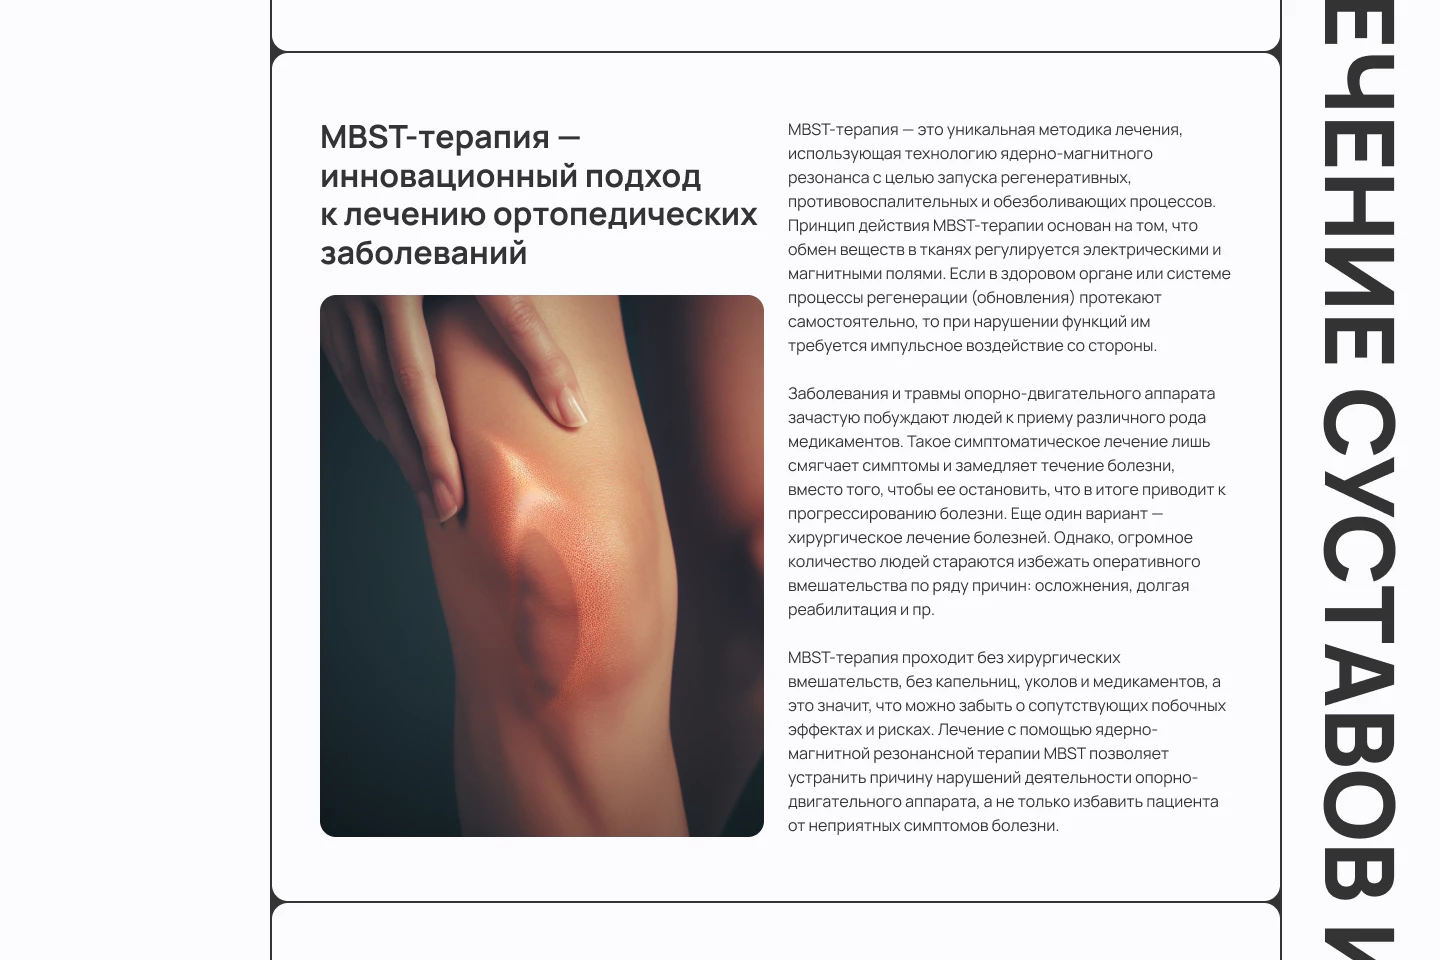 MBST-терапия —
инновационный подход
к лечению ортопедических
заболеваний
MBST-терапия — это уникальная методика лечения,
использующая технологию ядерно-магнитного
резонанса с целью запуска регенеративных,
противовоспалительных и обезболивающих процессов.
Принцип действия MBST-терапии основан на том, что
обмен веществ в тканях регулируется электрическими и
магнитными полями. Если в здоровом органе или системе
процессы регенерации (обновления) протекают
самостоятельно, то при нарушении функций им
требуется импульсное воздействие со стороны.
Заболевания и травмы опорно-двигательного аппарата
зачастую побуждают людей к приему различного рода
медикаментов. Такое симптоматическое лечение лишь
смягчает симптомы и замедляет течение болезни,
вместо того, чтобы ее остановить, что в итоге приводит к
прогрессированию болезни. Еще один вариант —
хирургическое лечение болезней. Однако, огромное
количество людей стараются избежать оперативного
вмешательства по ряду причин: осложнения, долгая
реабилитация и пр.
MBST-терапия проходит без хирургических
вмешательств, без капельниц, уколов и медикаментов, а
это значит, что можно забыть о сопутствующих побочных
эффектах и рисках. Лечение с помощью ядерно-
магнитной резонансной терапии MBST позволяет
устранить причину нарушений деятельности опорно-
двигательного аппарата, а не только избавить пациента
от неприятных симптомов болезни.
ЕЧЕНИЕ СУСТАВОВ И